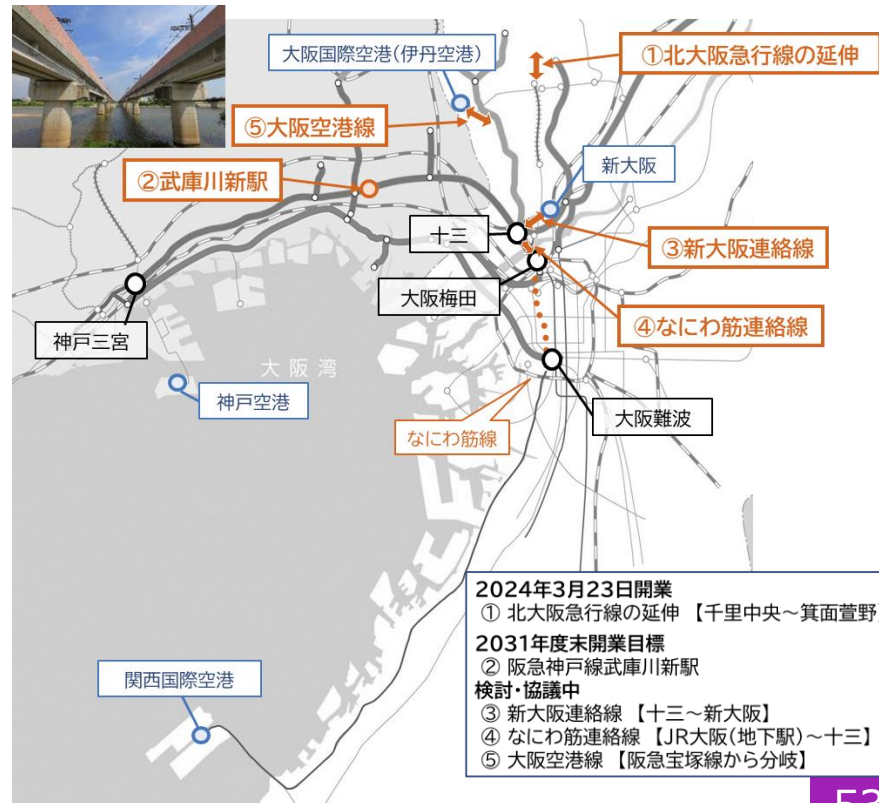 大阪国際空港(伊丹空港)
①北大阪急行線の延伸
⑤大阪空港線
②武庫川新駅
新大阪
十三
③新大阪連絡線
大阪梅田
④なにわ筋連絡線
神戸三宮
大阪湾
神戸空港
なにわ筋線
大阪難波
関西国際空港
2024年3月23日開業
① 北大阪急行線の延伸 【千里中央~箕面萱野】
2031年度末開業目標
② 阪急神戸線武庫川新駅
検討・協議中
③ 新大阪連絡線 【十三~新大阪】
④ なにわ筋連絡線 【JR大阪(地下駅)~十三】
⑤ 大阪空港線 【阪急宝塚線から分岐】